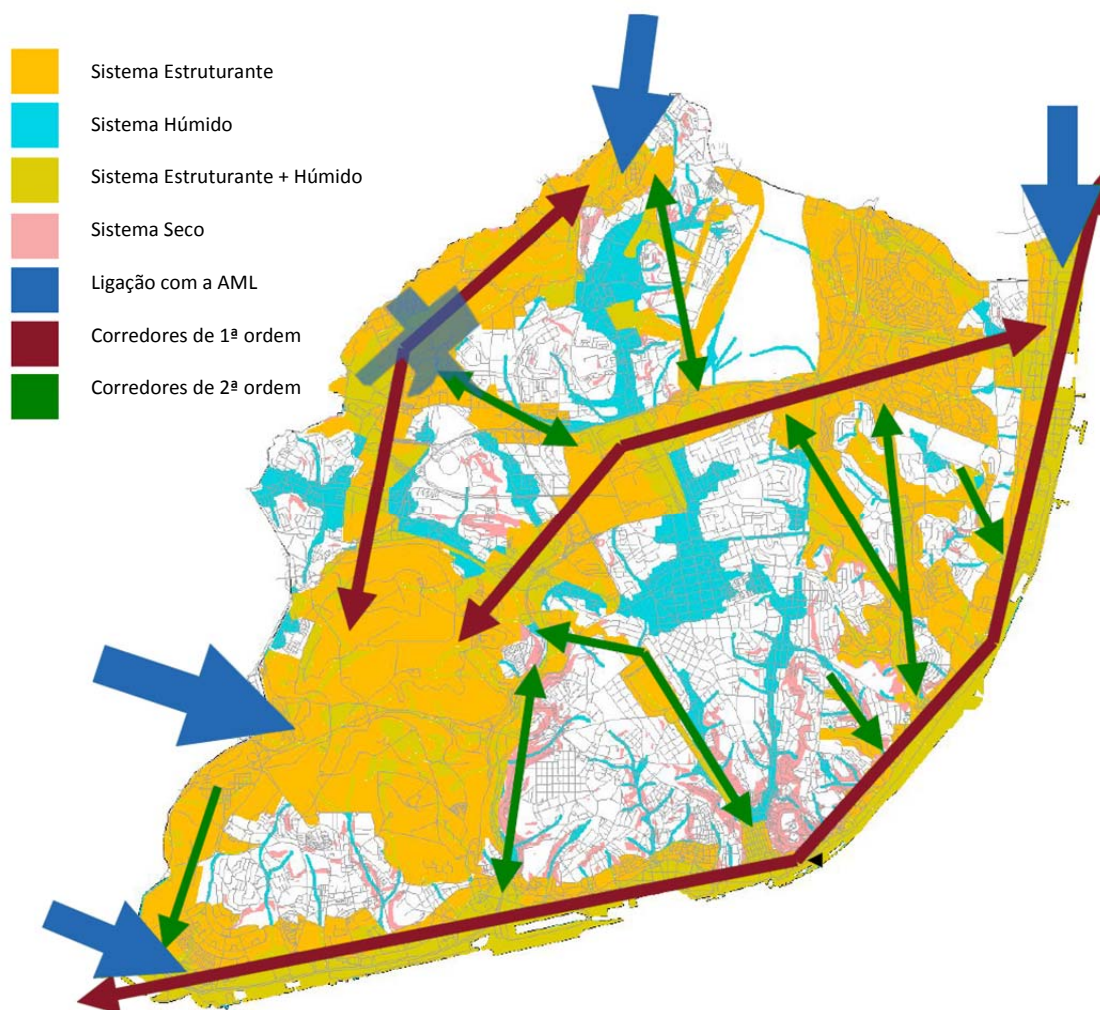 Sistema Estruturante
Sistema Húmido
Sistema Estruturante + Húmido
Sistema Seco
Ligação com a AML
Corredores de 1ª ordem
Corredores de 2ª ordem